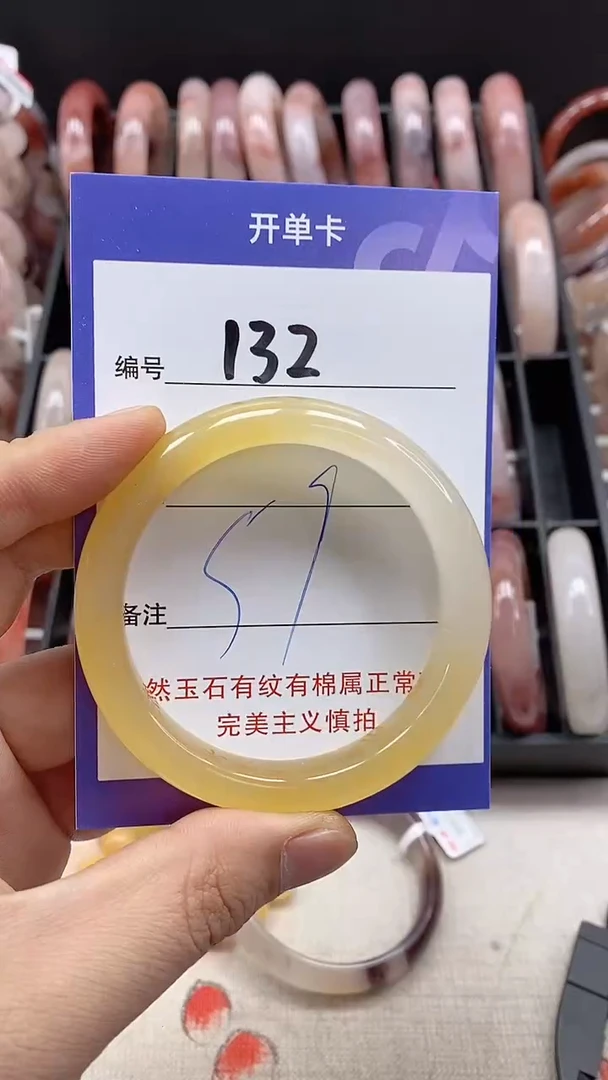 开单卡
编号 132
57
备注
然玉石有纹有棉属正常
完美主义慎拍